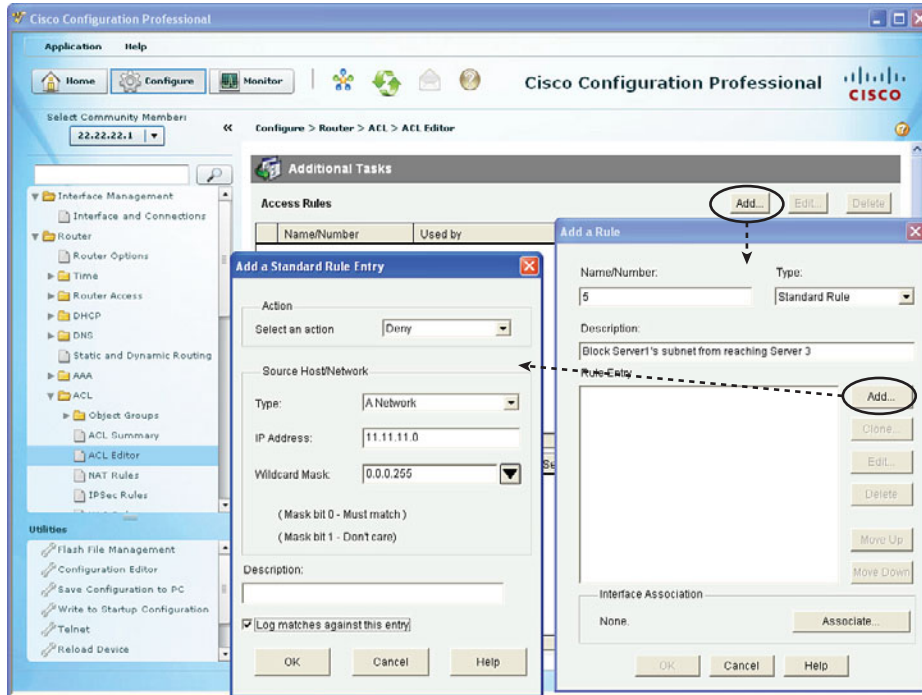 Cisco Configuration Professional
Application Help
Home Configure Monitor
Cisco Configuration Professional
CISCO
Select Community Member:
22.22.22.1
Configure > Router > ACL > ACL Editor
Interface Management
Interface and Connections
Router
Router Options
Time
Router Access
DHCP
DNS
Static and Dynamic Routing
AAA
ACL
Object Groups
ACL Summary
ACL Editor
NAT Rules
IPSec Rules
Utilities
Flash File Management
Configuration Editor
Save Configuration to PC
Write to Startup Configuration
Telnet
Reload Device
Additional Tasks
Access Rules
Add... Edit... Delete
Name/Number Used by
Add a Standard Rule Entry
Action
Select an action Deny
Source Host/Network
Type: A Network
IP Address: 11.11.11.0
Wildcard Mask: 0.0.0.255
(Mask bit 0 - Must match )
(Mask bit 1 - Don't care)
Description:
Log matches against this entry
OK Cancel Help
Add a Rule
Name/Number: Type:
5 Standard Rule
Description:
Block Server1's subnet from reaching Server 3
Rule Entry
Add...
Clone...
Edit...
Delete
Move Up
Move Down
Interface Association
None. Associate...
OK Cancel Help